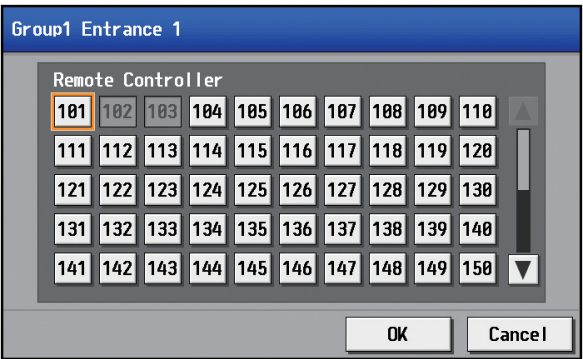 Group1 Entrance 1
Remote Controller
101 102 103 104 105 106 107 108 109 110
111 112 113 114 115 116 117 118 119 120
121 122 123 124 125 126 127 128 129 130
131 132 133 134 135 136 137 138 139 140
141 142 143 144 145 146 147 148 149 150
OK Cancel